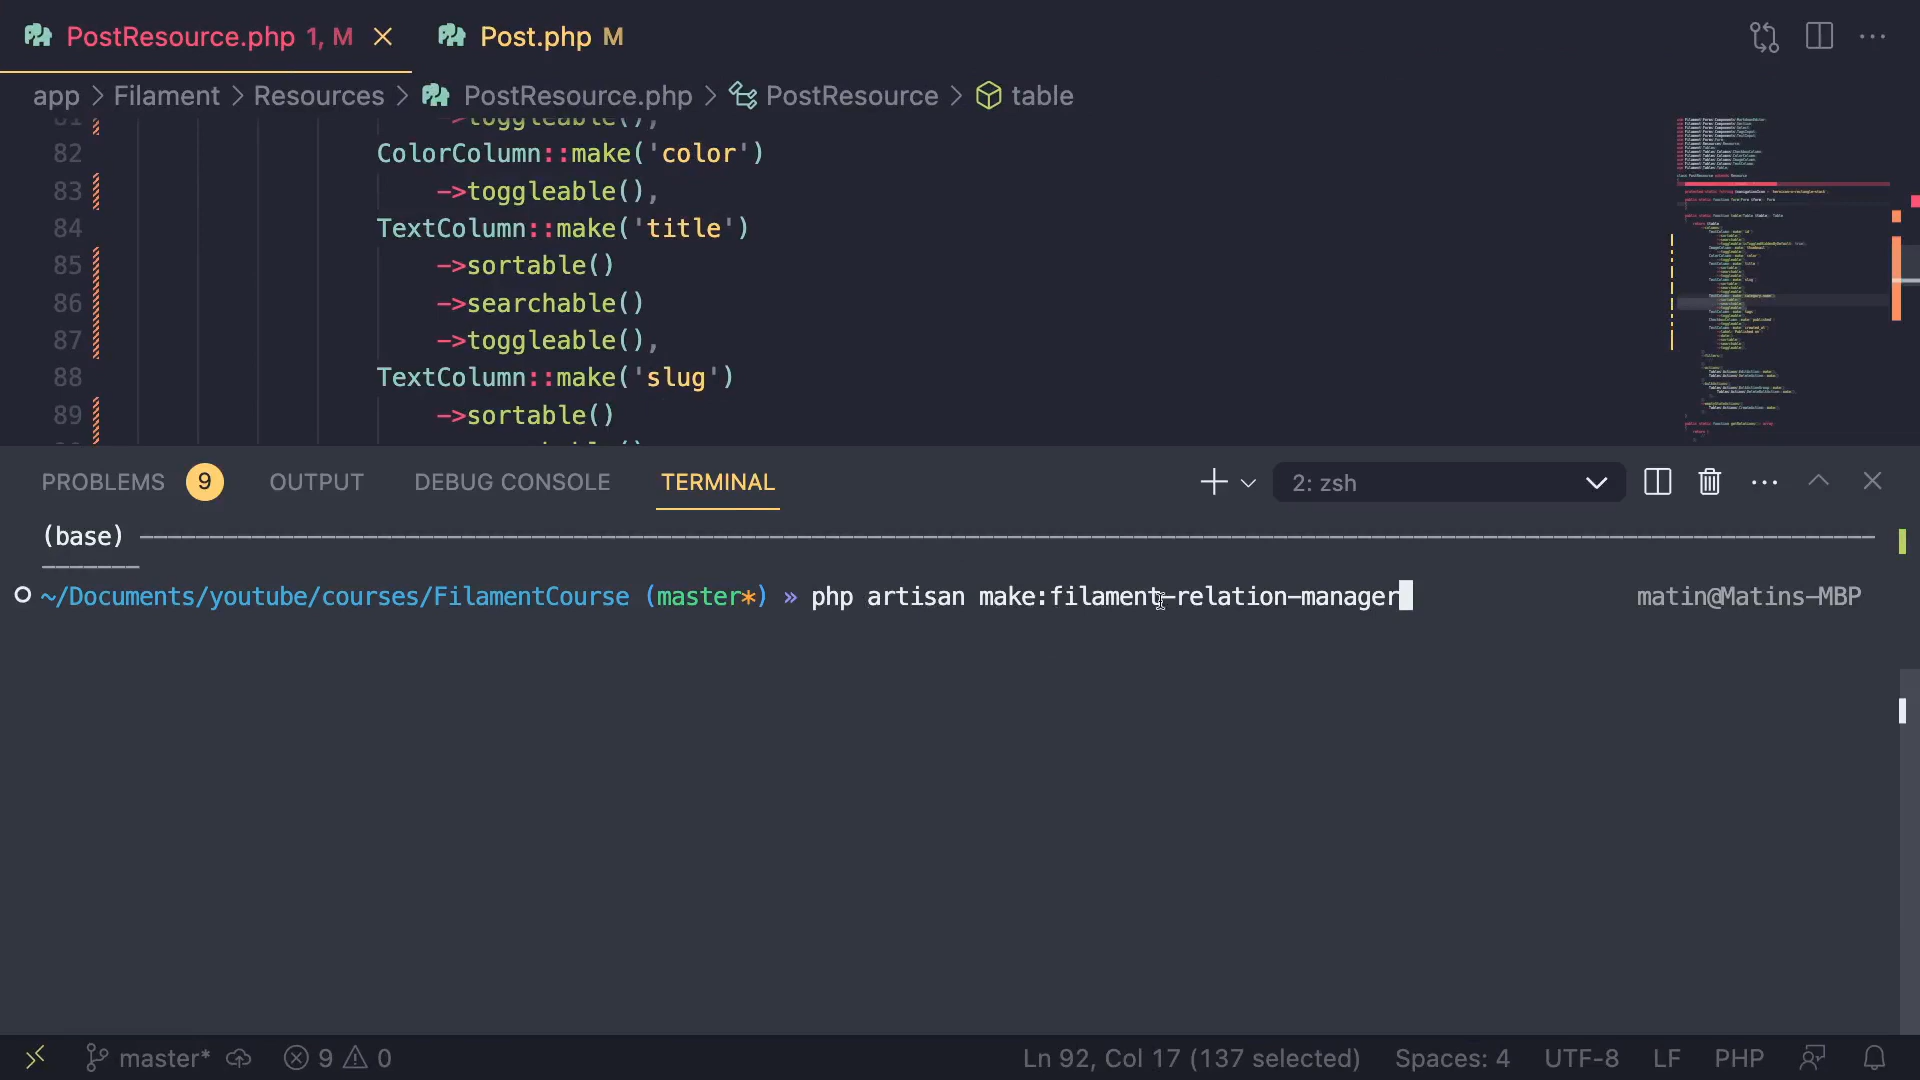 PostResource.php 1, M
Post.php M
app > Filament > Resources > PostResource.php > PostResource > table
81 ->toggleable(),
82 ColorColumn::make('color')
83 ->toggleable(),
84 TextColumn::make('title')
85 ->sortable()
86 ->searchable()
87 ->toggleable(),
88 TextColumn::make('slug')
89 ->sortable()
PROBLEMS 9 OUTPUT DEBUG CONSOLE TERMINAL 2: zsh
(base)
~/Documents/youtube/courses/FilamentCourse (master*) » php artisan make:filament-relation-manager matin@Matins-MBP
master* 9 0 Ln 92, Col 17 (137 selected) Spaces: 4 UTF-8 LF PHP